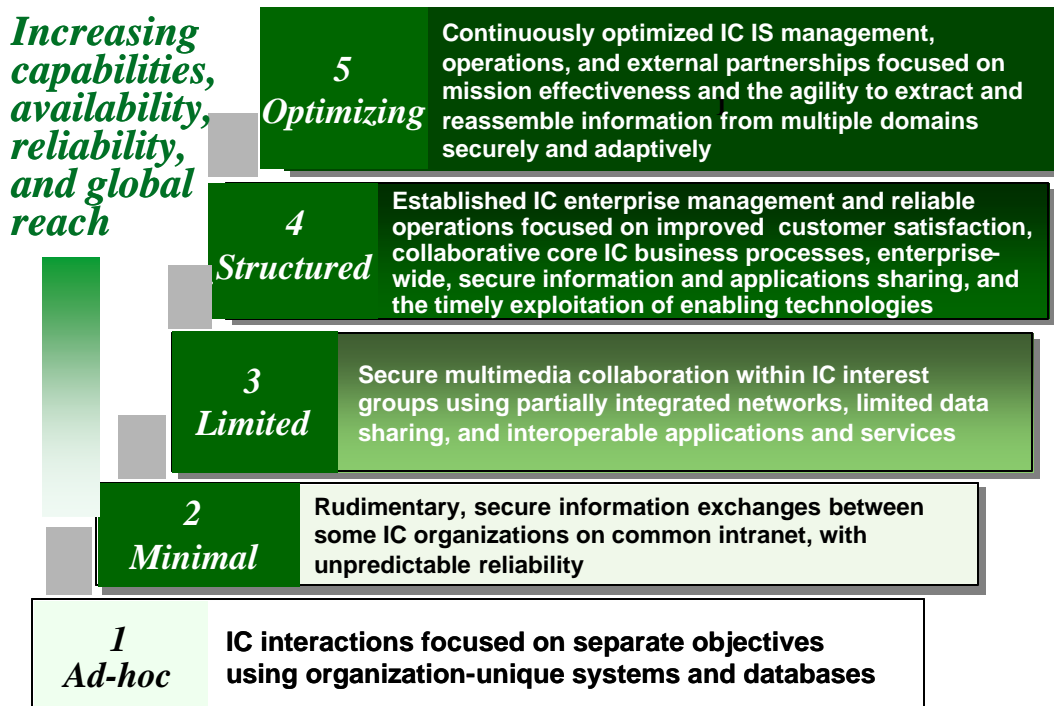 Increasing
capabilities,
availability,
reliability,
and global
reach
5
Optimizing
Continuously optimized IC IS management,
operations, and external partnerships focused on
mission effectiveness and the agility to extract and
reassemble information from multiple domains
securely and adaptively
4
Structured
Established IC enterprise management and reliable
operations focused on improved customer satisfaction,
collaborative core IC business processes, enterprise-
wide, secure information and applications sharing, and
the timely exploitation of enabling technologies
3
Limited
Secure multimedia collaboration within IC interest
groups using partially integrated networks, limited data
sharing, and interoperable applications and services
2
Minimal
Rudimentary, secure information exchanges between
some IC organizations on common intranet, with
unpredictable reliability
1
Ad-hoc
IC interactions focused on separate objectives
using organization-unique systems and databases